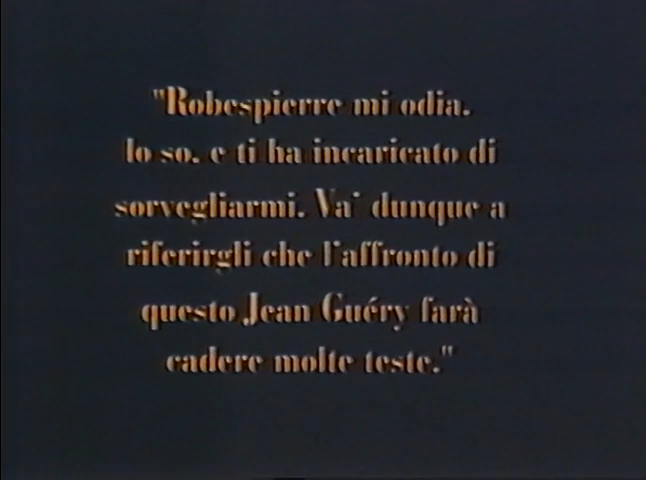 "Robespierre mi odia,
lo so, e ti ha incaricato di
sorvegliarmi. Va' dunque a
riferirgli che l'affronto di
questo Jean Guéry farà
cadere molte teste."